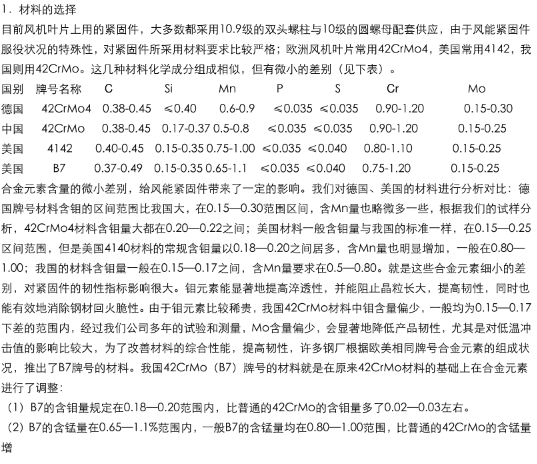 1．材料的选择
目前风机叶片上用的紧固件，大多数都采用10.9级的双头螺柱与10级的圆螺母配套供应，由于风能紧固件
服役状况的特殊性，对紧固件所采用材料要求比较严格；欧洲风机叶片常用42CrMo4，美国常用4142，我
国则用42CrMo。这几种材料化学成分组成相似，但有微小的差别（见下表）。
国别 牌号名称 C Si Mn P S Cr Mo
德国 42CrMo4 0.38-0.45 ≤0.40 0.6-0.9 ≤0.035 ≤0.035 0.90-1.20 0.15-0.30
中国 42CrMo 0.38-0.45 0.17-0.37 0.5-0.8 ≤0.035 ≤0.035 0.90-1.20 0.15-0.25
美国 4142 0.40-0.45 0.15-0.35 0.75-1.00 ≤0.035 ≤0.040 0.80-1.10 0.15-0.25
美国 B7 0.37-0.49 0.15-0.35 0.65-1.1 ≤0.035 ≤0.040 0.75-1.20 0.15-0.25
合金元素含量的微小差别，给风能紧固件带来了一定的影响。我们对德国、美国的材料进行分析对比：德
国牌号材料含钼的区间范围比我国大，在0.15—0.30范围区间，含Mn量也略微多一些，根据我们的试样分
析，42CrMo4材料含钼量大都在0.20—0.22之间；美国材料一般含钼量与我国的标准一样，在0.15—0.25
区间范围，但是美国4140材料的常规含钼量以0.18—0.20之间居多，含Mn量也明显增加，一般在0.80—
1.00；我国的材料含钼量一般在0.15—0.17之间，含Mn量要求在0.5—0.80。就是这些合金元素细小的差
别，对紧固件的韧性指标影响很大。钼元素能显著地提高淬透性，并能阻止晶粒长大，提高韧性，同时也
能有效地消除钢材回火脆性。由于钼元素比较稀贵，我国42CrMo材料中钼含量偏少，一般均为0.15—0.17
下差的范围内，经过我们公司多年的试验和测量，Mo含量偏少，会显著地降低产品韧性，尤其是对低温冲
击值的影响比较大，为了改善材料的综合性能，提高韧性，许多钢厂根据欧美相同牌号合金元素的组成状
况，推出了B7牌号的材料。我国42CrMo（B7）牌号的材料就是在原来42CrMo材料的基础上在合金元素
进行了调整：
（1）B7的含钼量规定在0.18—0.20范围内，比普通的42CrMo的含钼量多了0.02—0.03左右。
（2）B7的含锰量在0.65—1.1%范围内，一般B7的含锰量均在0.80—1.00范围，比普通的42CrMo的含锰量
增